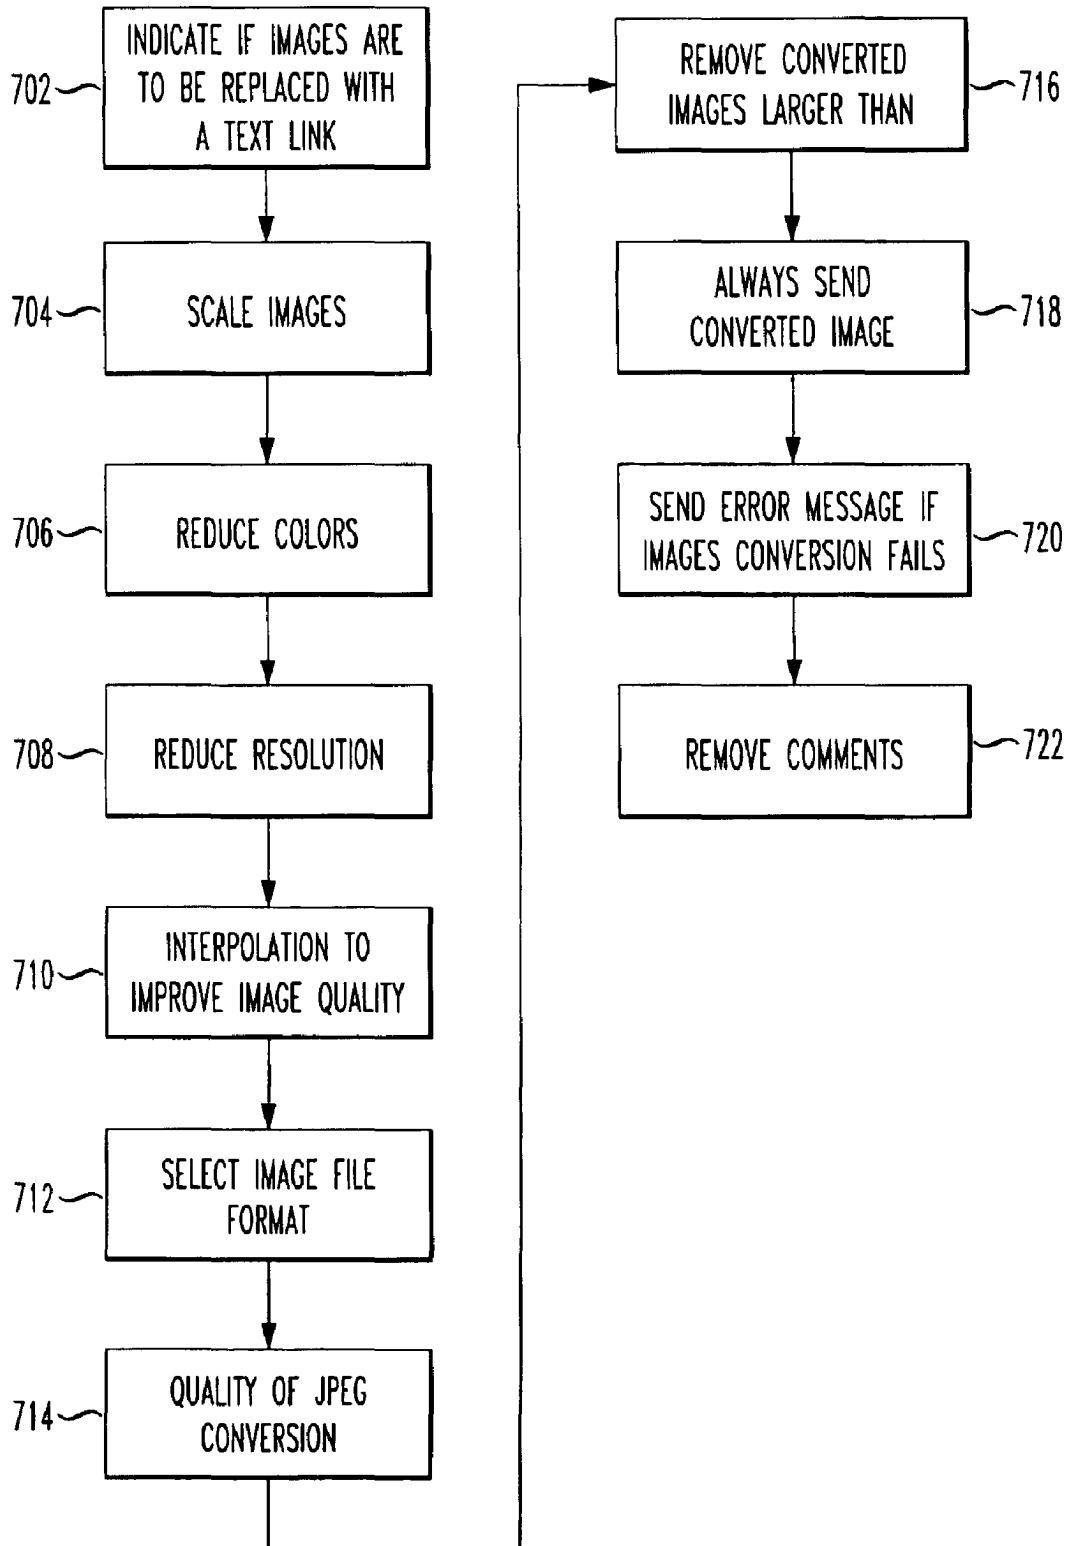 INDICATE IF IMAGES ARE
TO BE REPLACED WITH
A TEXT LINK
702
SCALE IMAGES
704
REDUCE COLORS
706
REDUCE RESOLUTION
708
INTERPOLATION TO
IMPROVE IMAGE QUALITY
710
SELECT IMAGE FILE
FORMAT
712
QUALITY OF JPEG
CONVERSION
714
REMOVE CONVERTED
IMAGES LARGER THAN
716
ALWAYS SEND
CONVERTED IMAGE
718
SEND ERROR MESSAGE IF
IMAGES CONVERSION FAILS
720
REMOVE COMMENTS
722